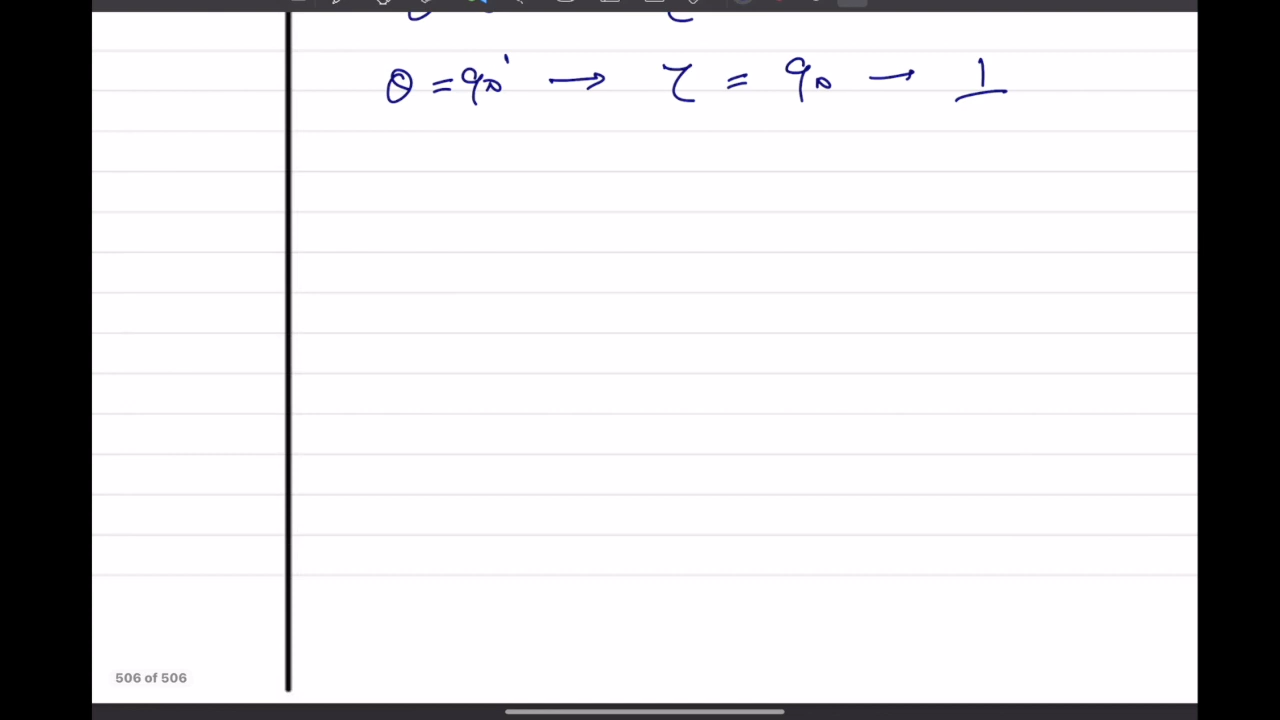 θ = 90° → τ = 90 → 1
506 of 506